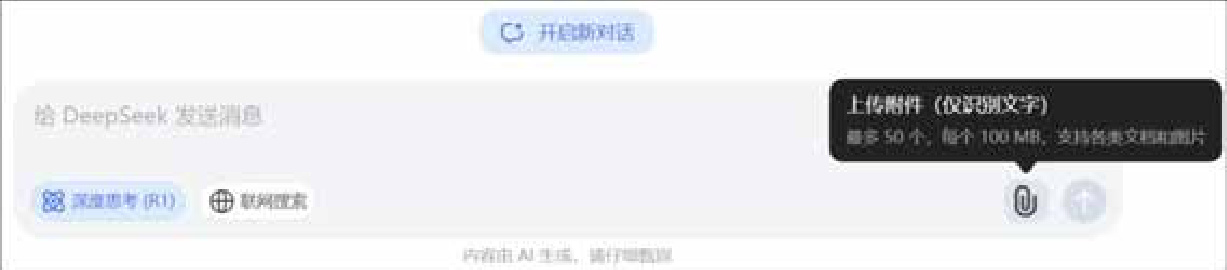 开启新对话
上传附件（仅识别文字）
给 DeepSeek 发送消息
最多 50 个，每个 100 MB，支持各类文档和图片
深度思考 (R1)
联网搜索
内容由 AI 生成，请仔细甄别